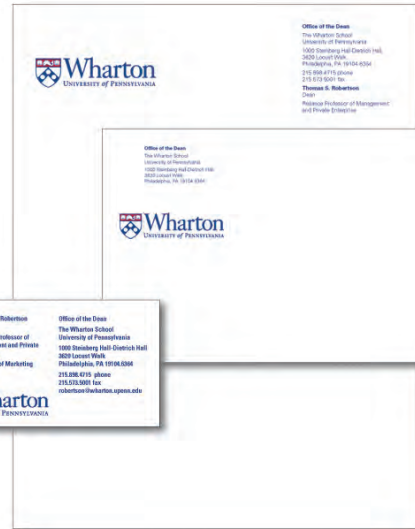 Wharton
UNIVERSITY of PENNSYLVANIA
Office of the Dean
The Wharton School
University of Pennsylvania
1000 Steinberg Hall-Dietrich Hall,
3620 Locust Walk
Philadelphia, PA 19104.6364
215.898.4715 phone
215.573.5001 fax
Thomas S. Robertson
Dean
Reliance Professor of Management
and Private Enterprise
Office of the Dean
The Wharton School
University of Pennsylvania
1000 Steinberg Hall-Dietrich Hall
3620 Locust Walk
Philadelphia, PA 19104.6364
Wharton
UNIVERSITY of PENNSYLVANIA
Robertson
rofessor of
ent and Private
of Marketing
Office of the Dean
The Wharton School
University of Pennsylvania
1000 Steinberg Hall-Dietrich Hall
3620 Locust Walk
Philadelphia, PA 19104.6364
215.898.4715 phone
215.573.5001 fax
robertson@wharton.upenn.edu
harton
PENNSYLVANIA